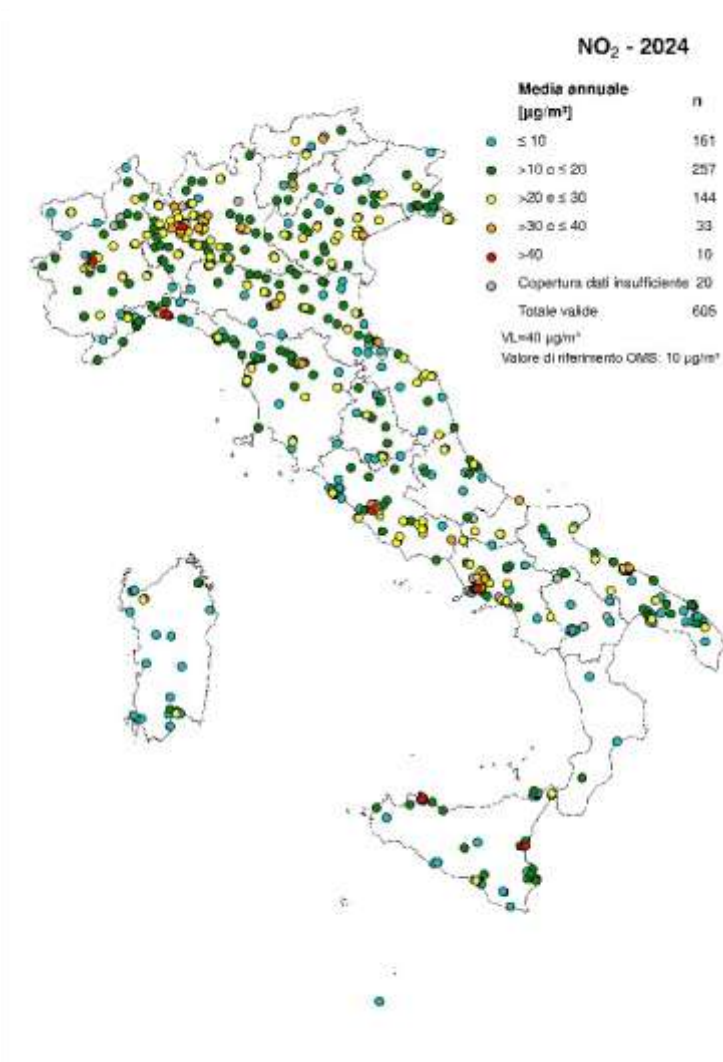 NO₂ - 2024
Media annuale n
[µg/m³]
≤ 10 161
>10 e ≤ 20 257
>20 e ≤ 30 144
>30 e ≤ 40 33
>40 10
Copertura dati insufficiente 20
Totale valide 605
VL=40 µg/m³
Valore di riferimento OMS: 10 µg/m³